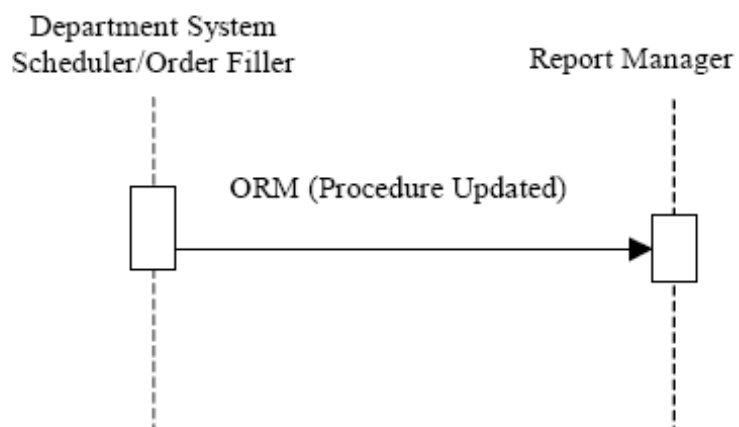 Department System
Scheduler/Order Filler
Report Manager
ORM (Procedure Updated)